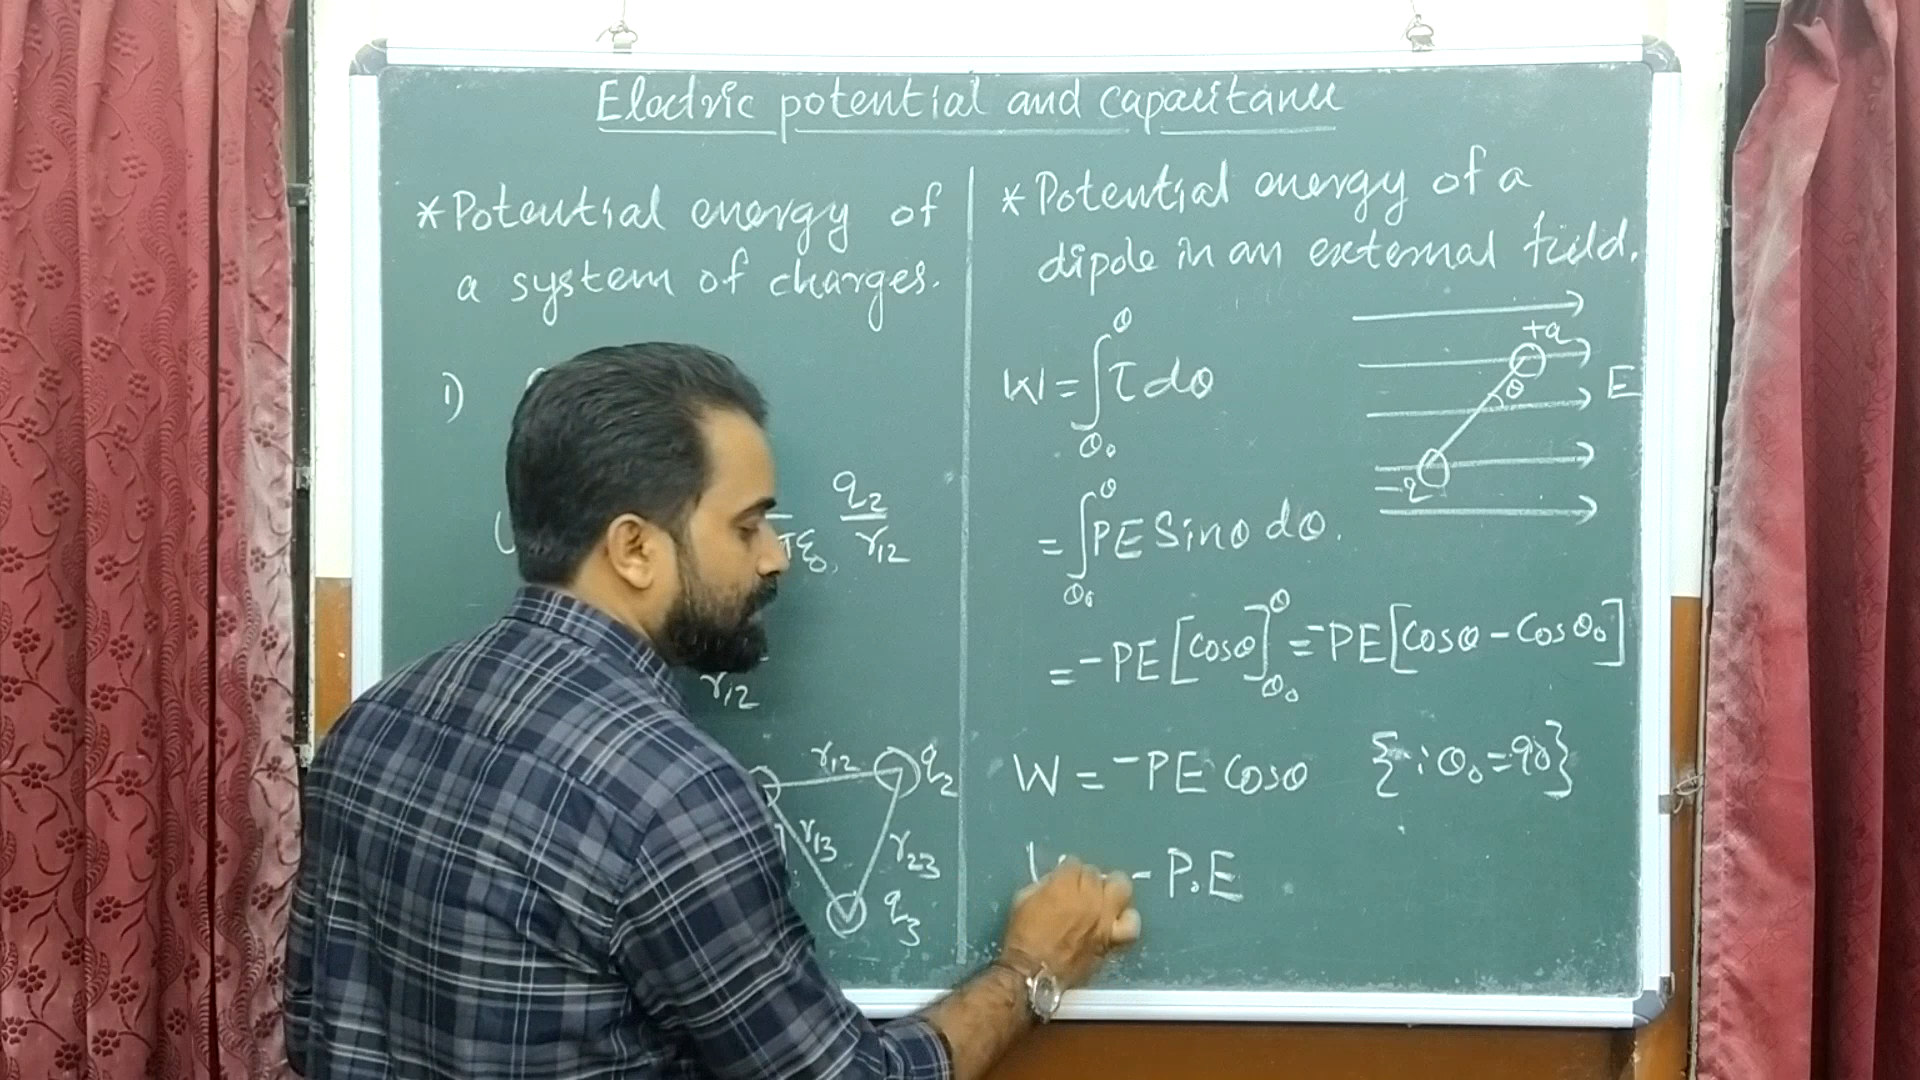 Electric potential and capacitance
* Potential energy of
a system of charges.
1)
q2
πε0 r12
r12
r12 q2
r13 r23
q3
* Potential energy of a
dipole in an external field.
W = ∫θ0^θ τ dθ
+q
θ
E
-q
= ∫θ0^θ PE Sinθ dθ.
= -PE [Cosθ]θ0^θ = -PE [Cosθ - Cosθ0]
W = -PE Cosθ {∵ θ0 = 90}
- P.E